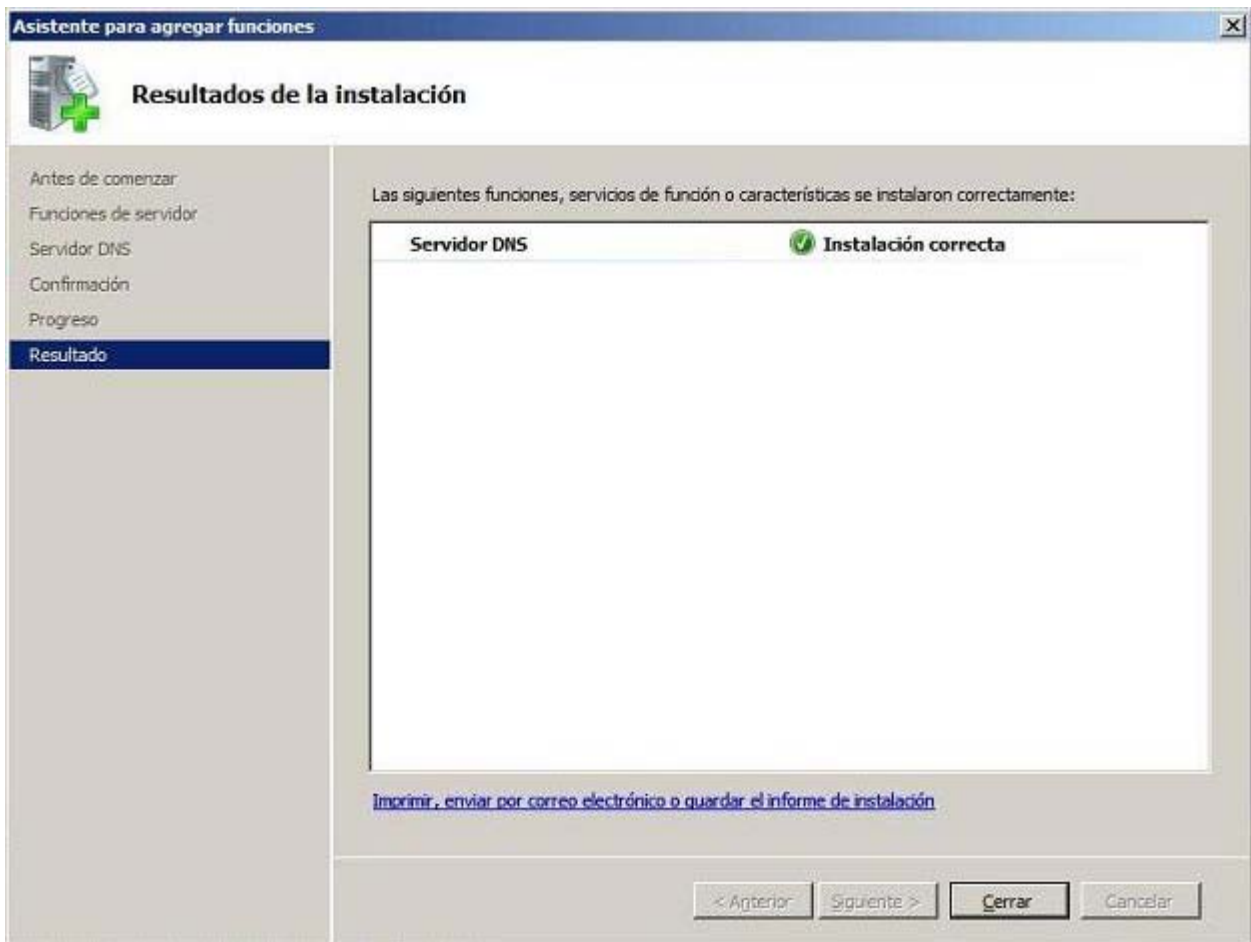 Asistente para agregar funciones
Resultados de la instalación
Antes de comenzar
Funciones de servidor
Servidor DNS
Confirmación
Progreso
Resultado
Las siguientes funciones, servicios de función o características se instalaron correctamente:
Servidor DNS Instalación correcta
Imprimir, enviar por correo electrónico o guardar el informe de instalación
< Anterior Siguiente > Cerrar Cancelar